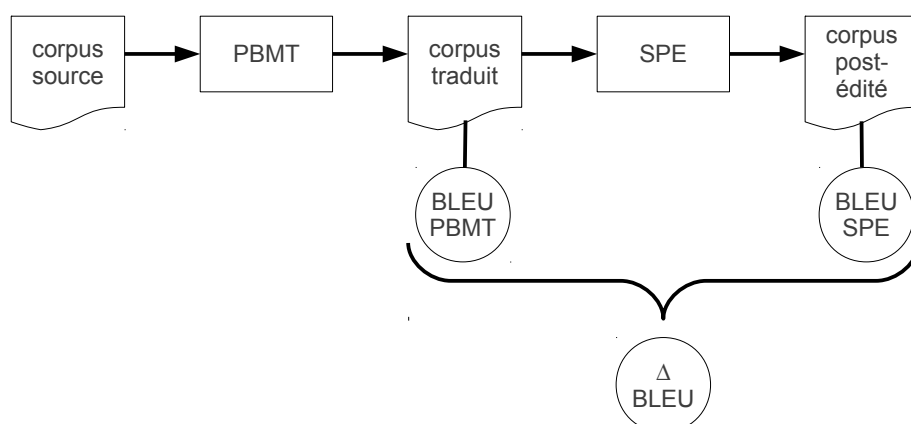 corpus
source
PBMT
corpus
traduit
SPE
corpus
post-
édité
BLEU
PBMT
BLEU
SPE
Δ
BLEU